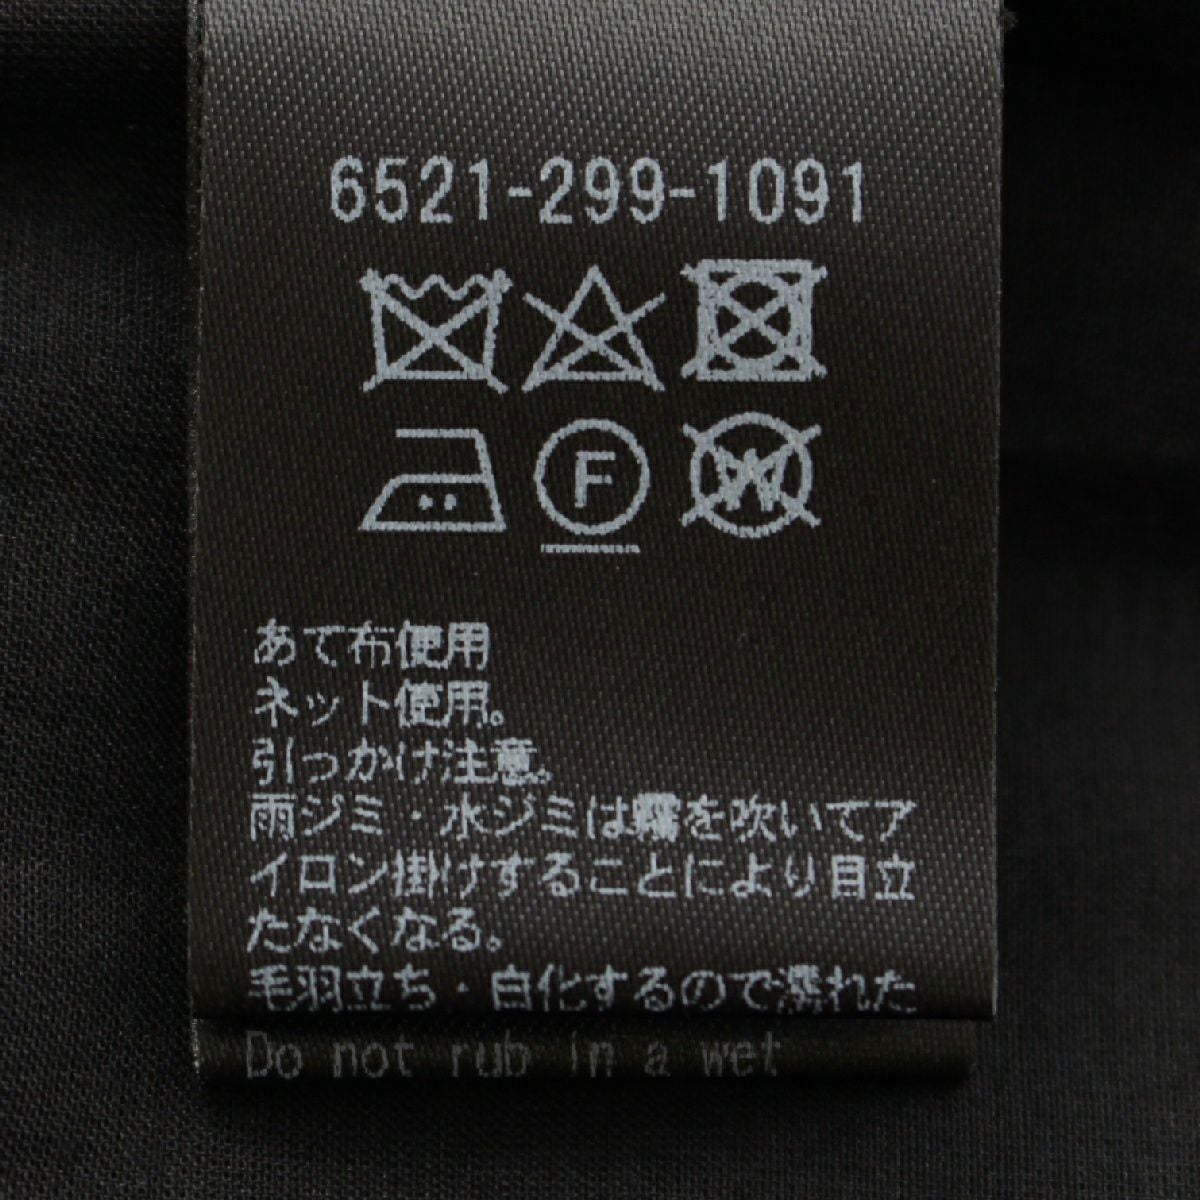 6521-299-1091
F
W
あて布使用
ネット使用。
引っかけ注意。
雨ジミ・水ジミは霧を吹いてア
イロン掛けすることにより目立
たなくなる。
毛羽立ち・白化するので濡れた
Do not rub in a wet